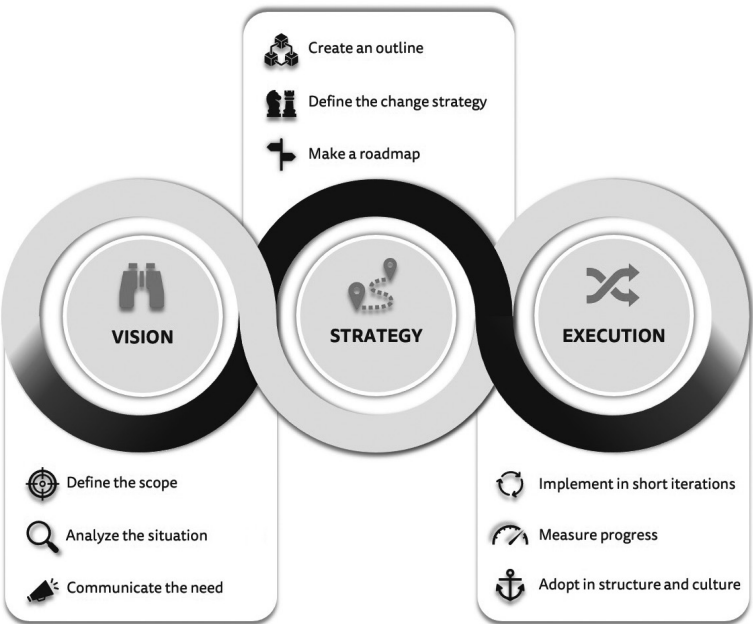 Create an outline
Define the change strategy
Make a roadmap
VISION
STRATEGY
EXECUTION
Define the scope
Analyze the situation
Communicate the need
Implement in short iterations
Measure progress
Adopt in structure and culture